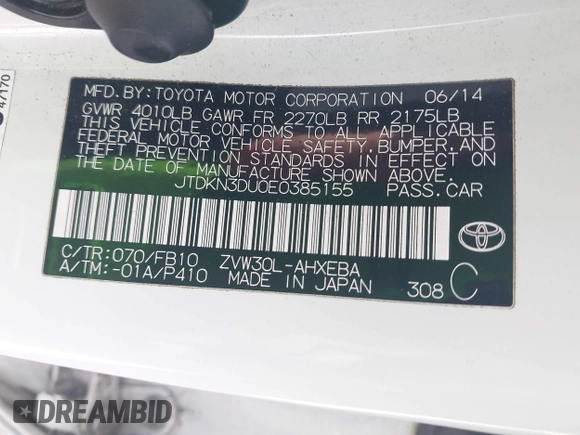 47170
MFD. BY: TOYOTA MOTOR CORPORATION 06/14
GVWR 4010LB GAWR FR 2270LB RR 2175LB
THIS VEHICLE CONFORMS TO ALL APPLICABLE
FEDERAL MOTOR VEHICLE SAFETY, BUMPER, AND
THEFT PREVENTION STANDARDS IN EFFECT ON
THE DATE OF MANUFACTURE SHOWN ABOVE.
JTDKN3DU0E0385155 PASS. CAR
C/TR: 070/FB10 ZVW30L-AHXEBA
A/TM: -01A/P410 MADE IN JAPAN 308 C
DREAMBID